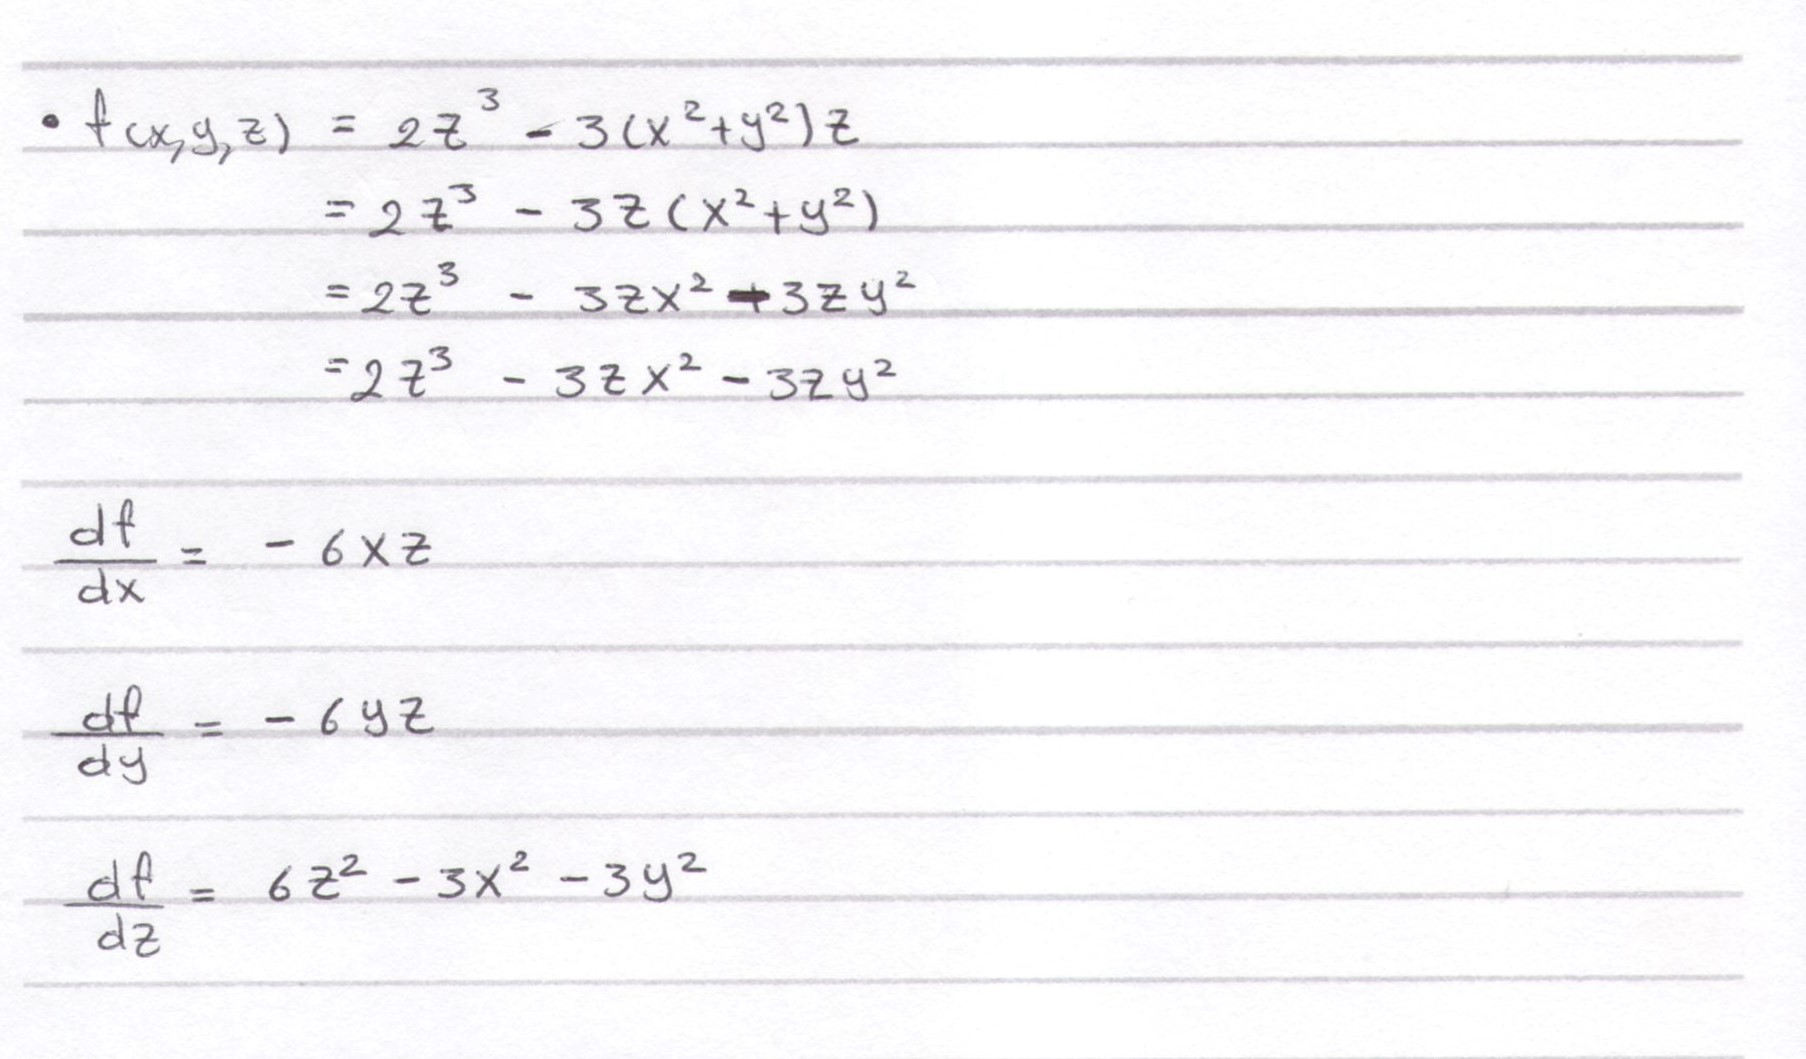 • f(x,y,z) = 2z³ - 3(x²+y²)z
= 2z³ - 3z(x²+y²)
= 2z³ - 3zx² - 3zy²
= 2z³ - 3zx² - 3zy²
df/dx = - 6xz
df/dy = - 6yz
df/dz = 6z² - 3x² - 3y²